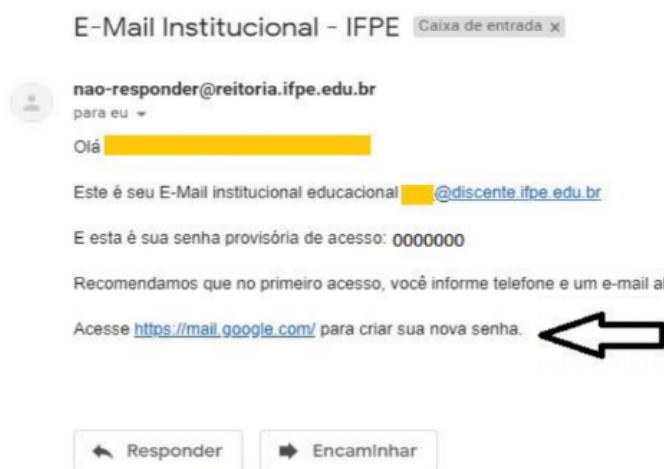 E-Mail Institucional - IFPE Caixa de entrada x
nao-responder@reitoria.ifpe.edu.br
para eu
Olá
Este é seu E-Mail institucional educacional @discente.ifpe.edu.br
E esta é sua senha provisória de acesso: 0000000
Recomendamos que no primeiro acesso, você informe telefone e um e-mail
Acesse https://mail.google.com/ para criar sua nova senha.
Responder Encaminhar